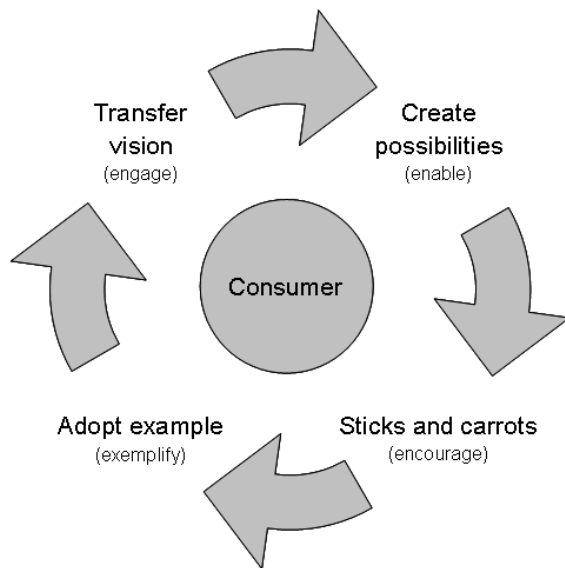 Transfer
vision
(engage)
Create
possibilities
(enable)
Consumer
Adopt example
(exemplify)
Sticks and carrots
(encourage)